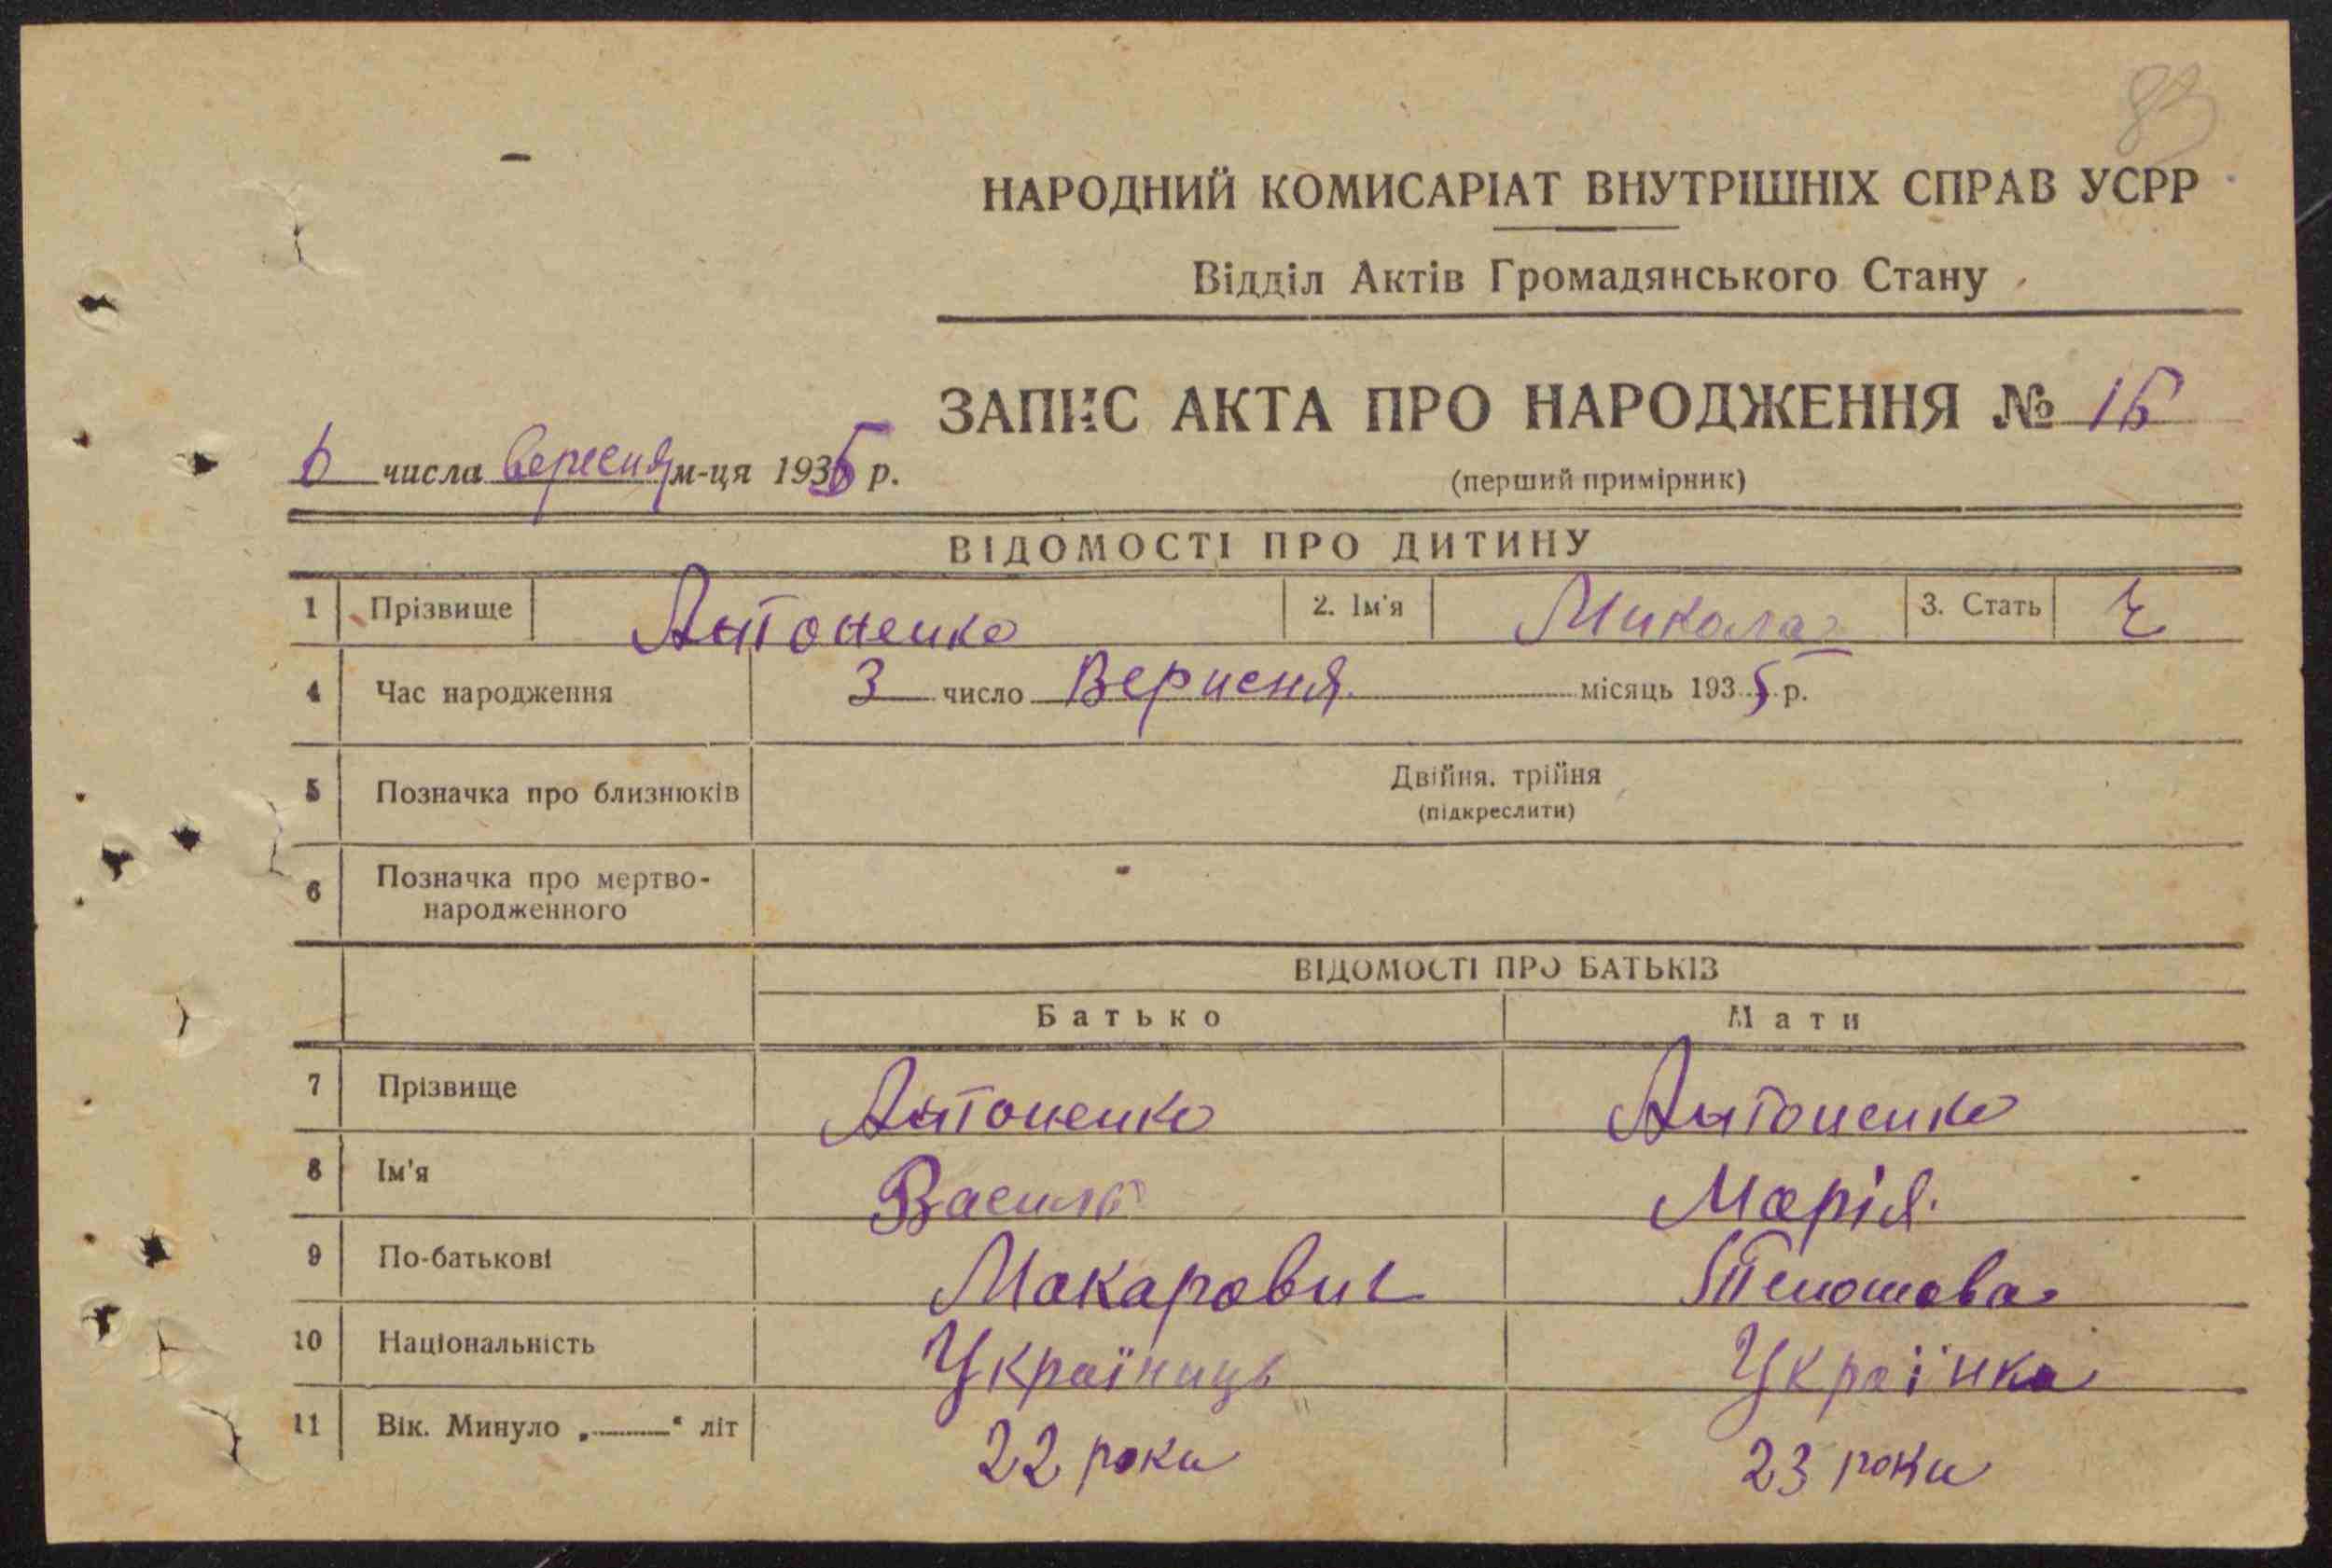 83
НАРОДНИЙ КОМИСАРІАТ ВНУТРІШНІХ СПРАВ УСРР
Відділ Актів Громадянського Стану
ЗАПИС АКТА ПРО НАРОДЖЕННЯ №
6 числа вересня м-ця 1935 р.
(перший примірник)
ВІДОМОСТІ ПРО ДИТИНУ
1 Прізвище Антоненко 2. Ім'я Микола 3. Стать ч
4 Час народження 3 число Верисня місяць 1935 р.
5 Позначка про близнюків Двійня, трійня
(підкреслити)
6 Позначка про мертво-
народженного
ВІДОМОСТІ ПРО БАТЬКІВ
Батько Мати
7 Прізвище Антоненко Антоненко
8 Ім'я Василь Марія
9 По-батькові Макарович
10 Національність Україниць Українка
11 Вік. Минуло „ “ літ 22 роки 23 роки